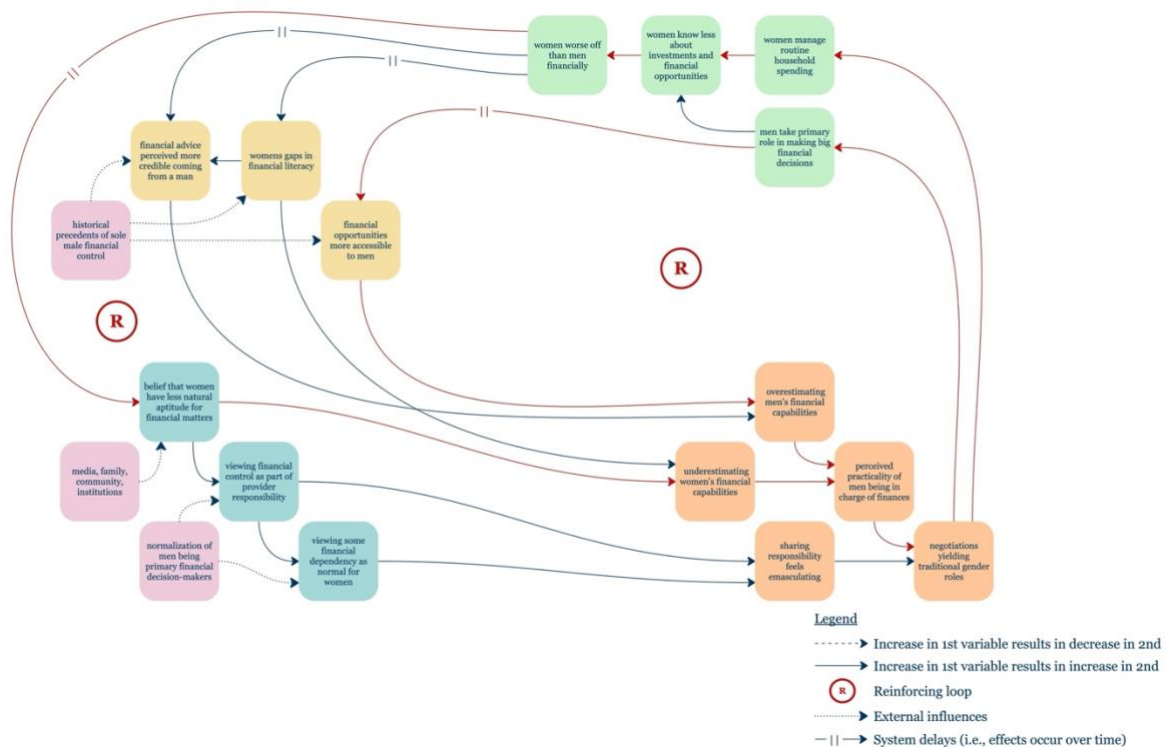 women worse off
than men
financially
women know less
about
investments and
financial
opportunities
women manage
routine
household
spending
men take primary
role in making big
financial
decisions
financial advice
perceived more
credible coming
from a man
womens gaps in
financial literacy
historical
precedents of sole
male financial
control
financial
opportunities
more accessible
to men
R
R
belief that women
have less natural
aptitude for
financial matters
overestimating
men's financial
capabilities
media, family,
community,
institutions
viewing financial
control as part of
provider
responsibility
underestimating
women's financial
capabilities
perceived
practicality of
men being in
charge of finances
normalization of
men being
primary financial
decision-makers
viewing some
financial
dependency as
normal for
women
sharing
responsibility
feels
emasculating
negotiations
yielding
traditional gender
roles
Legend
Increase in 1st variable results in decrease in 2nd
Increase in 1st variable results in increase in 2nd
R Reinforcing loop
External influences
System delays (i.e., effects occur over time)